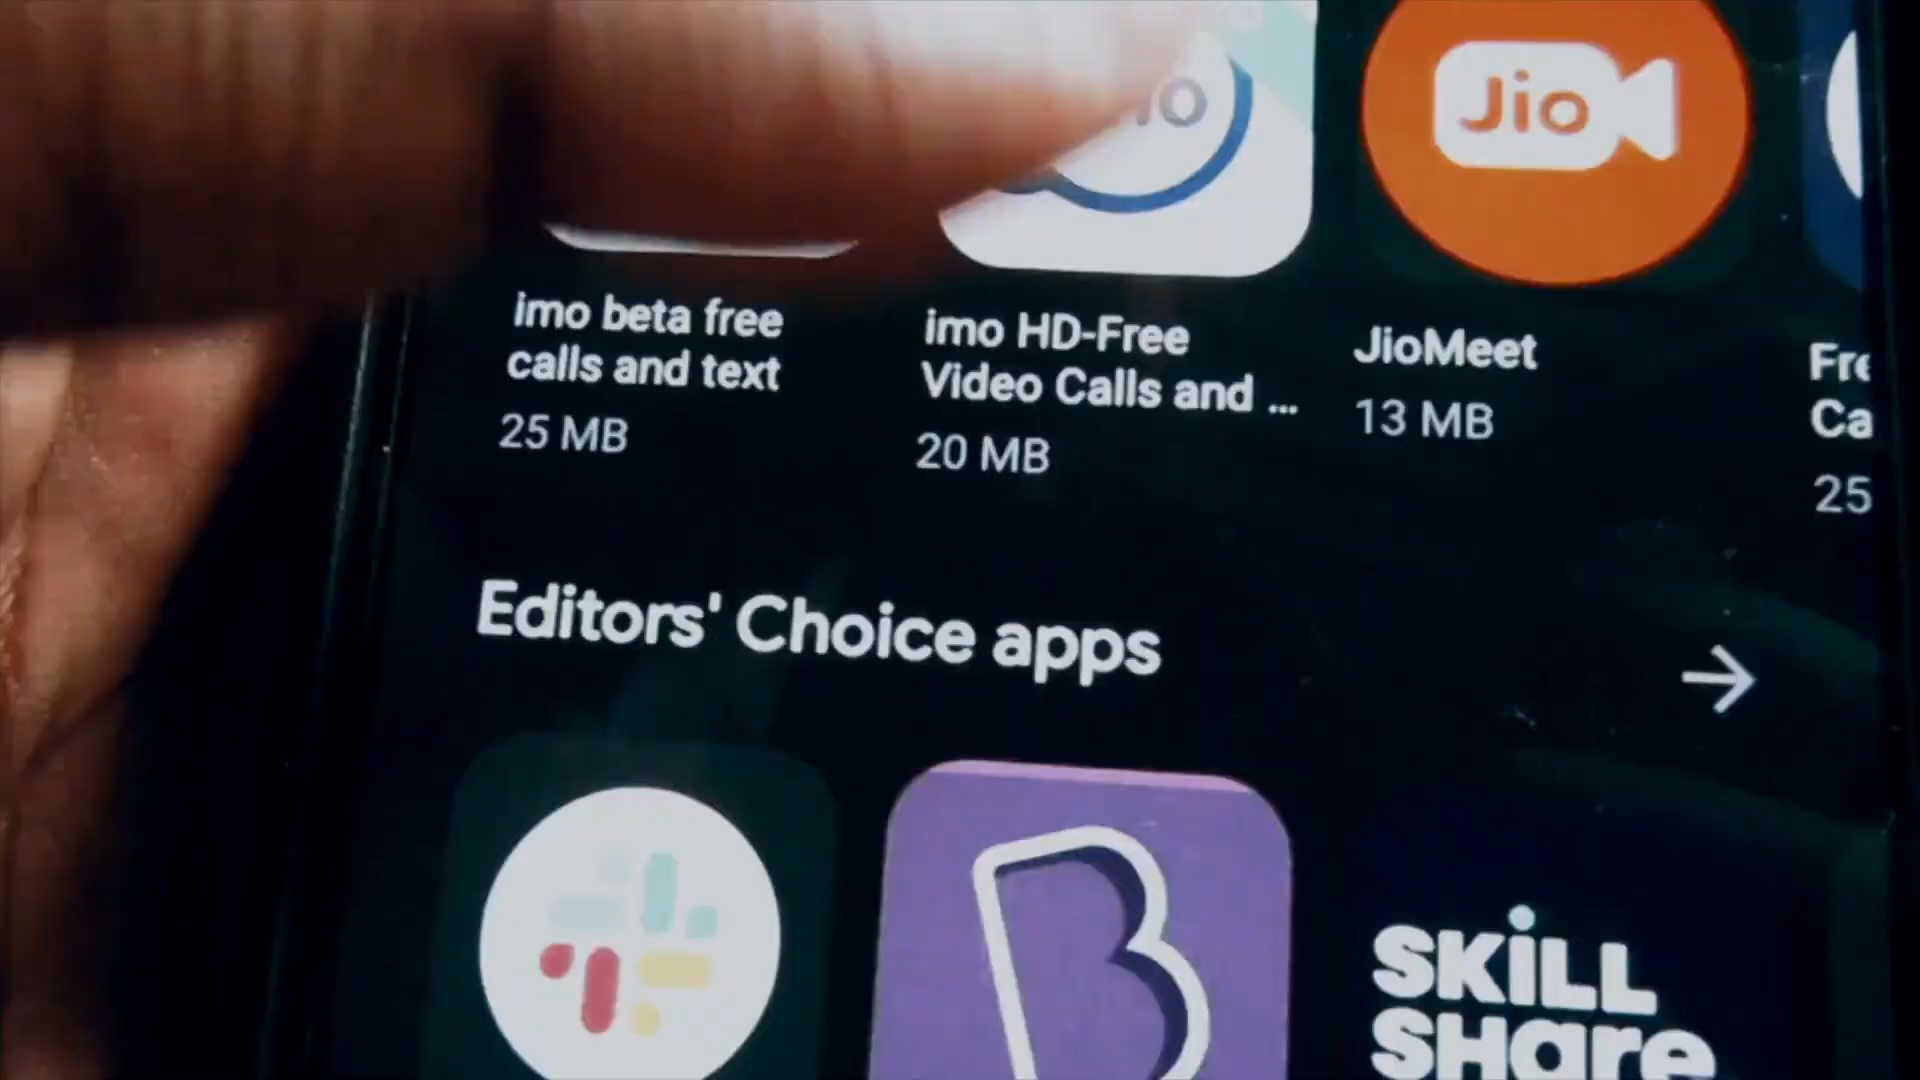 Jio
imo beta free
calls and text
25 MB
imo HD-Free
Video Calls and ...
20 MB
JioMeet
13 MB
25
Editors' Choice apps
B
SKILL
SHare